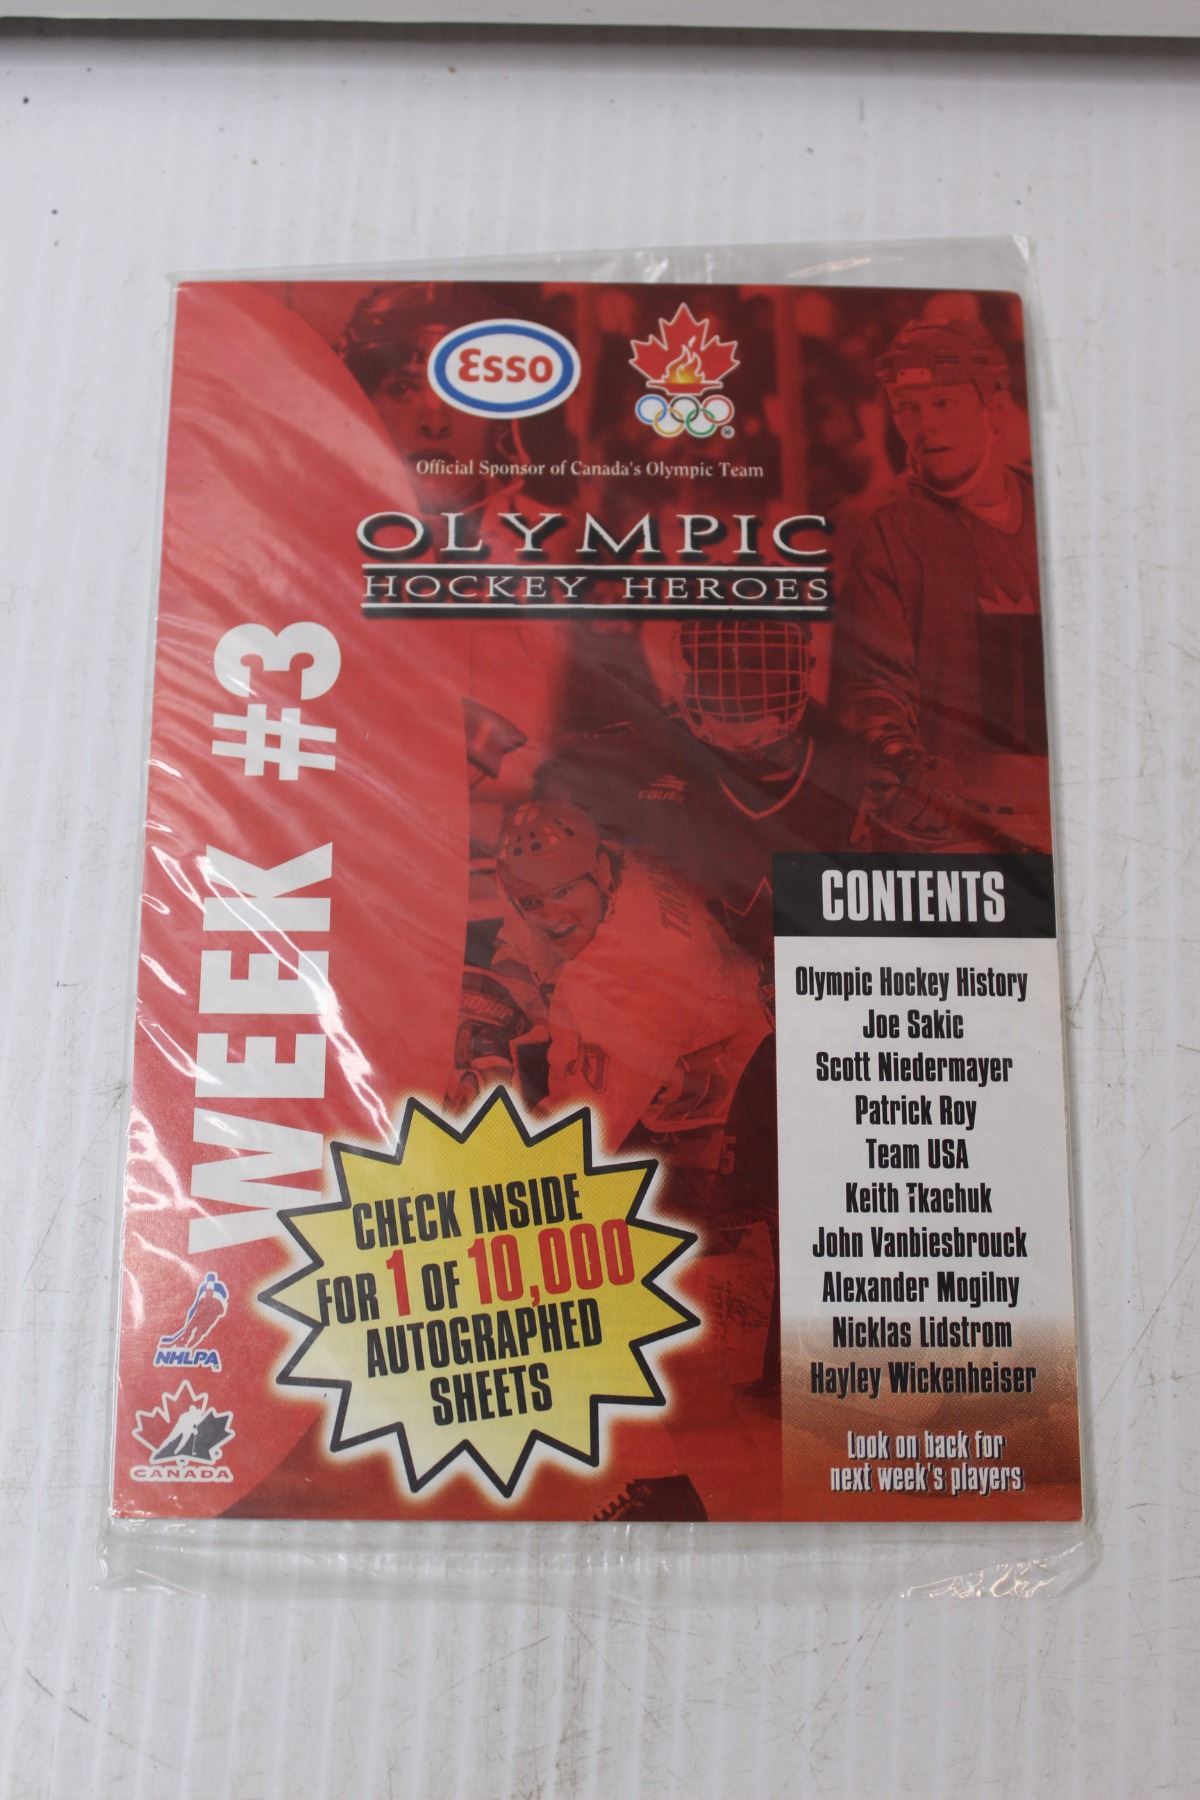 Esso
Official Sponsor of Canada's Olympic Team
OLYMPIC
HOCKEY HEROES
WEEK #3
BAUER
CONTENTS
Olympic Hockey History
Joe Sakic
Scott Niedermayer
Patrick Roy
Team USA
Keith Tkachuk
John Vanbiesbrouck
Alexander Mogilny
Nicklas Lidstrom
Hayley Wickenheiser
Look on back for
next week's players
CHECK INSIDE
FOR 1 OF 10,000
AUTOGRAPHED
SHEETS
NHLPA
CANADA